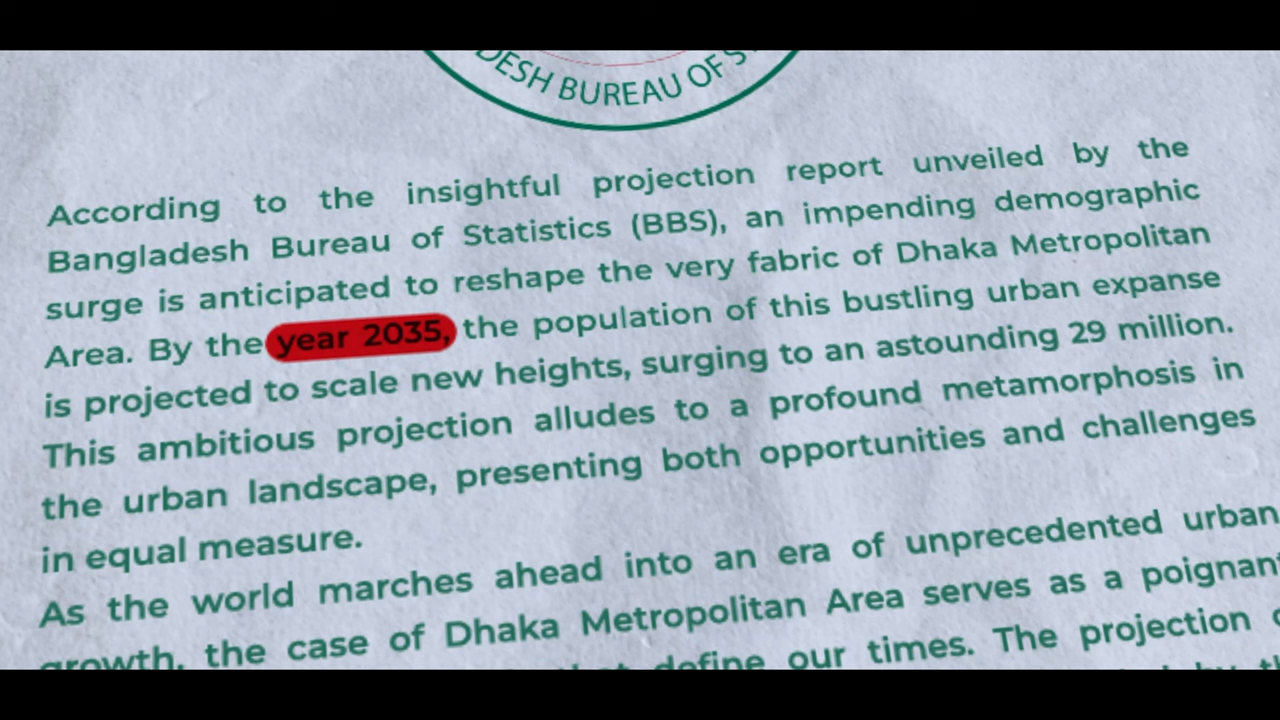 DESH BUREAU OF S
According to the insightful projection report unveiled by the
Bangladesh Bureau of Statistics (BBS), an impending demographic
surge is anticipated to reshape the very fabric of Dhaka Metropolitan
Area. By the year 2035, the population of this bustling urban expanse
is projected to scale new heights, surging to an astounding 29 million.
This ambitious projection alludes to a profound metamorphosis in
the urban landscape, presenting both opportunities and challenges
in equal measure.
As the world marches ahead into an era of unprecedented urban
growth, the case of Dhaka Metropolitan Area serves as a poignant
that define our times. The projection